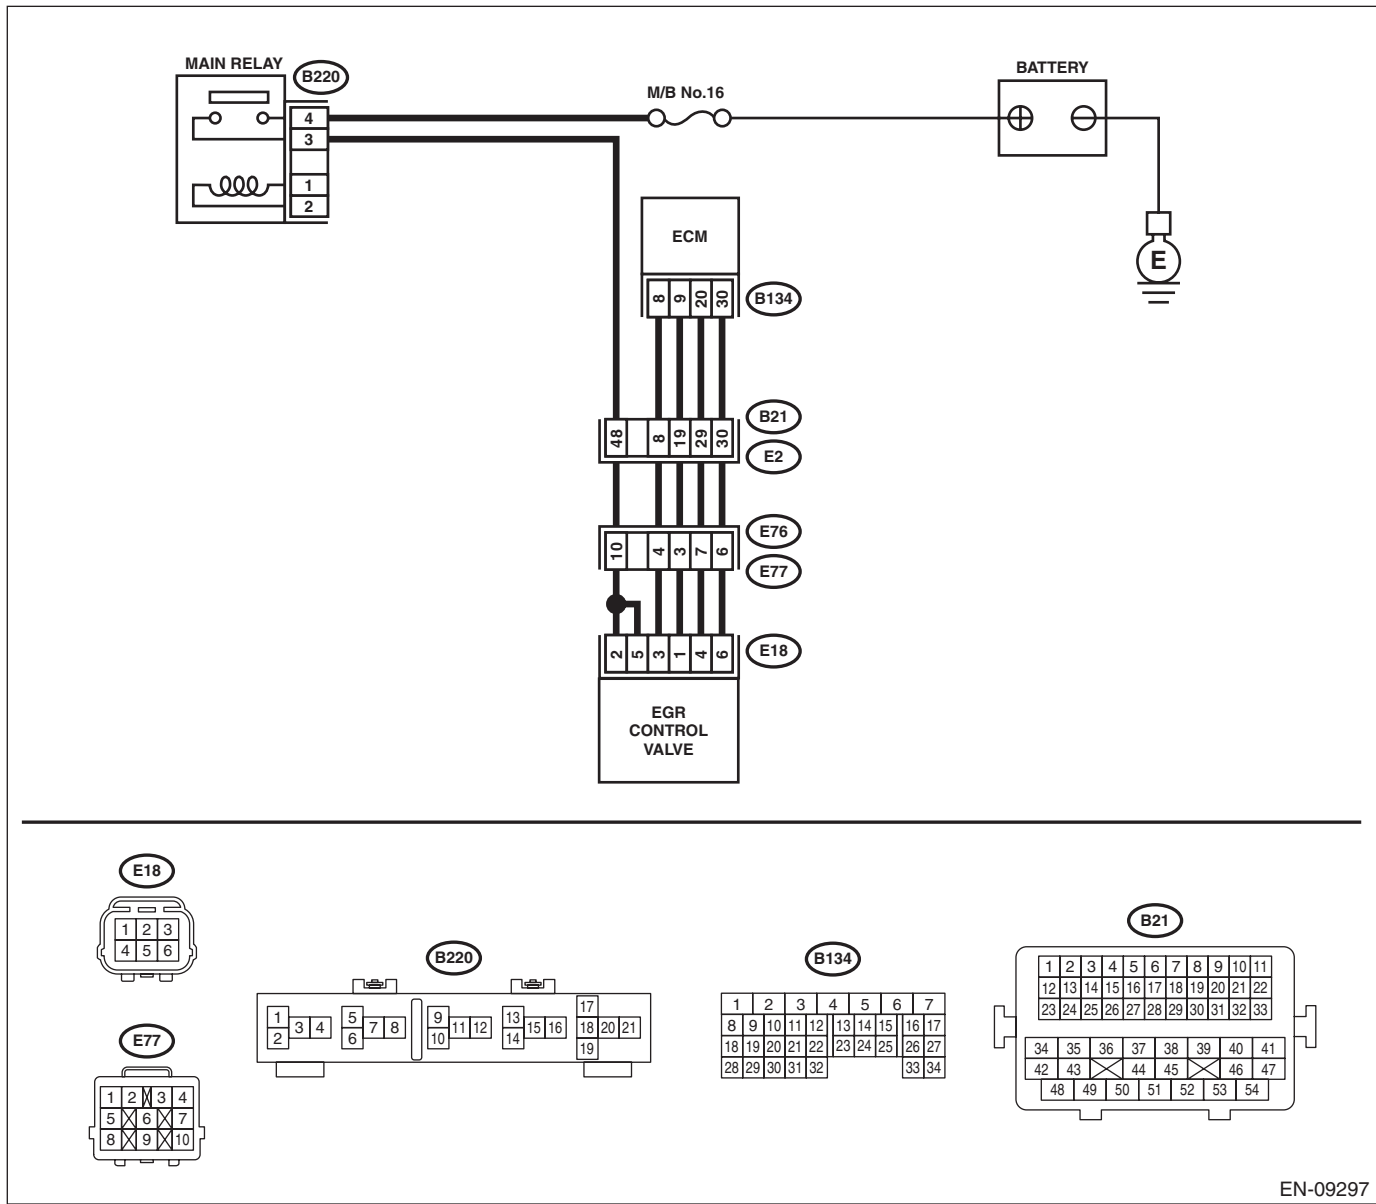 MAIN RELAY
B220
M/B No.16
BATTERY
4
3
1
2
ECM
8 9 20 30
B134
E
48 8 19 29 30
B21
E2
10 4 3 7 6
E76
E77
2 5 3 1 4 6
E18
EGR
CONTROL
VALVE
E18
1 2 3
4 5 6
E77
1 2 3 4
5 6 7
8 9 10
B220
1 2 3 4 5 6 7 8 9 10 11 12 13 14 15 16 17 18 19 20 21
B134
1 2 3 4 5 6 7
8 9 10 11 12 13 14 15 16 17
18 19 20 21 22 23 24 25 26 27
28 29 30 31 32 33 34
B21
1 2 3 4 5 6 7 8 9 10 11
12 13 14 15 16 17 18 19 20 21 22
23 24 25 26 27 28 29 30 31 32 33
34 35 36 37 38 39 40 41
42 43 44 45 46 47
48 49 50 51 52 53 54
EN-09297